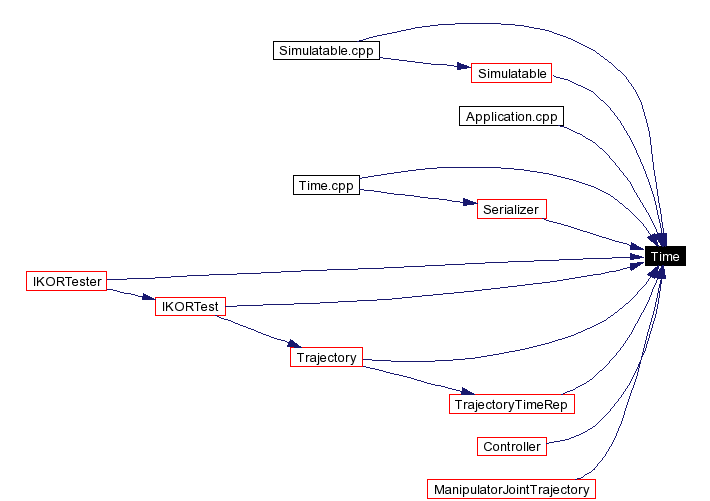 Simulatable.cpp
Simulatable
Application.cpp
Time.cpp
Serializer
Time
IKORTester
IKORTest
Trajectory
TrajectoryTimeRep
Controller
ManipulatorJointTrajectory